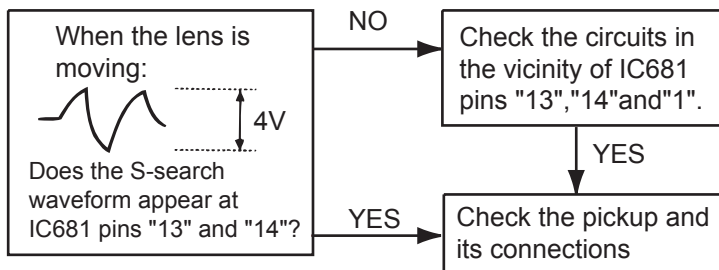 When the lens is
moving:
4V
Does the S-search
waveform appear at
IC681 pins "13" and "14"?
NO
Check the circuits in
the vicinity of IC681
pins "13","14"and"1".
YES
YES
Check the pickup and
its connections